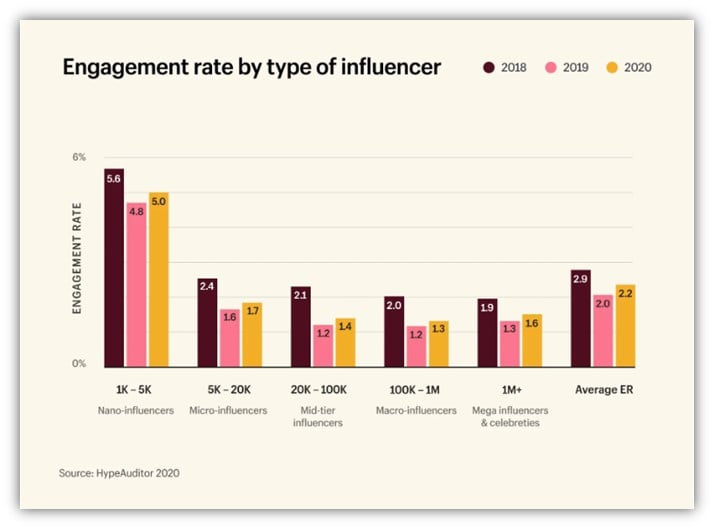 Engagement rate by type of influencer
2018 2019 2020
6%
ENGAGEMENT RATE
0%
5.6 4.8 5.0
2.4 1.6 1.7
2.1 1.2 1.4
2.0 1.2 1.3
1.9 1.3 1.6
2.9 2.0 2.2
1K – 5K 5K – 20K 20K – 100K 100K – 1M 1M+ Average ER
Nano-influencers Micro-influencers Mid-tier Macro-influencers Mega influencers
influencers & celebreties
Source: HypeAuditor 2020